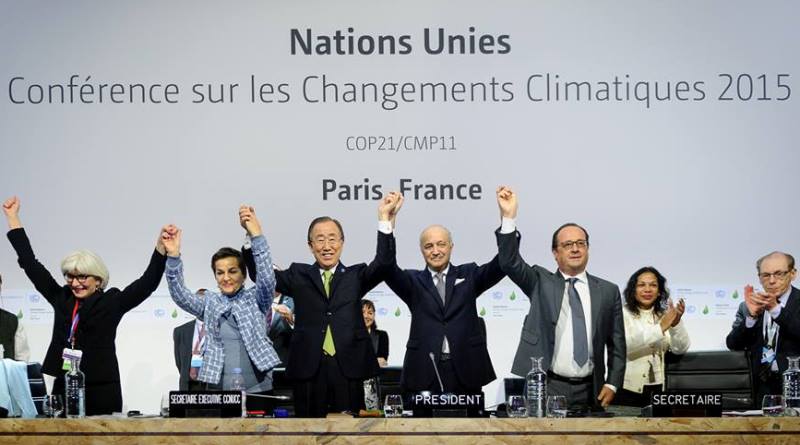 Nations Unies
Conférence sur les Changements Climatiques 2015
COP21/CMP11
Paris, France
SECRETAIRE EXECUTIVE CCNUCC
PRESIDENT
SECRETAIRE